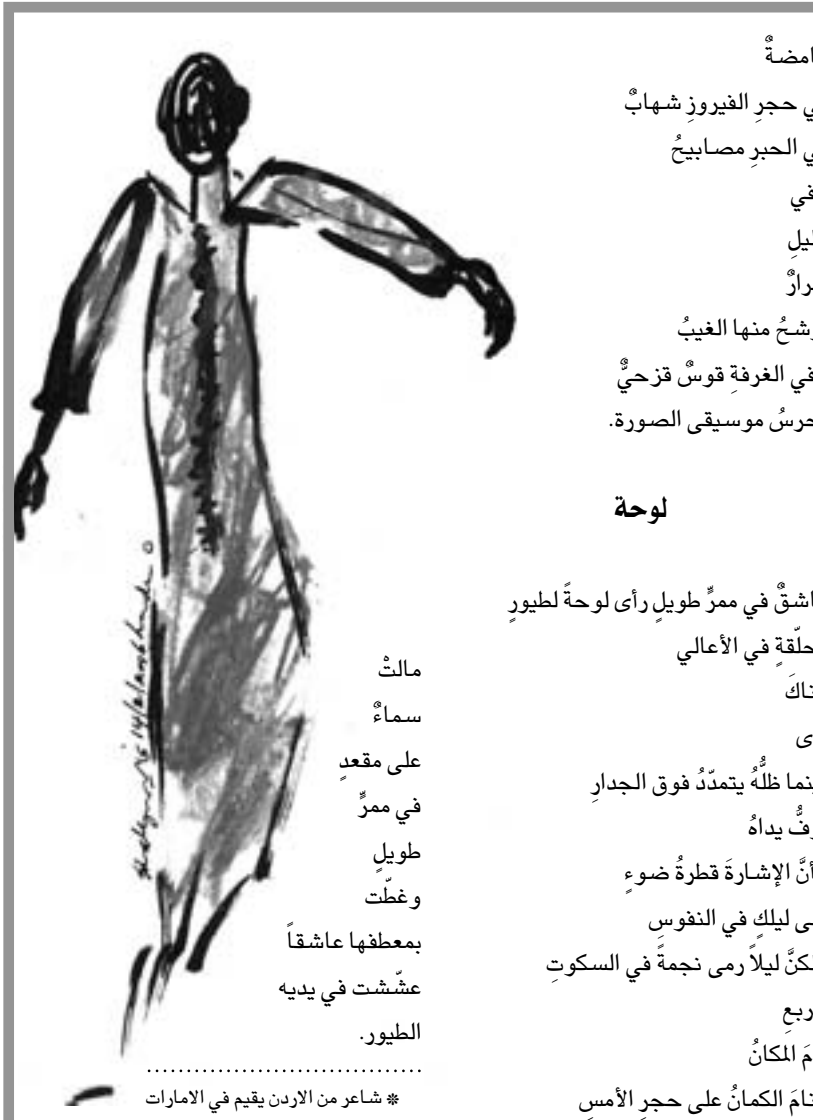 امضةٌ
ي حجرِ الفيروزِ شهابٌ
ي الحبرِ مصابيحُ
في
ليلِ
رارٌ
رشحُ منها الغيبُ
في الغرفةِ قوسٌ قزحيٌّ
حرسُ موسيقى الصورة.
لوحة
اشقٌ في ممرٍّ طويلٍ رأى لوحةً لطيورٍ
حلّقةٍ في الأعالي
ناكَ
ى
ينما ظلُّهُ يتمدّدُ فوق الجدارِ
رفُّ يداهُ
أنَّ الإشارةَ قطرةُ ضوءٍ
ى ليلكٍ في النفوسِ
كنَّ ليلاً رمى نجمةً في السكوتِ
ربعِ
مَ المكانُ
نامَ الكمانُ على حجرِ الأمسِ
مالتْ
سماءٌ
على مقعدٍ
في ممرٍّ
طويلٍ
وغطّت
بمعطفها عاشقاً
عشّشت في يديه
الطيور.
* شاعر من الاردن يقيم في الامارات